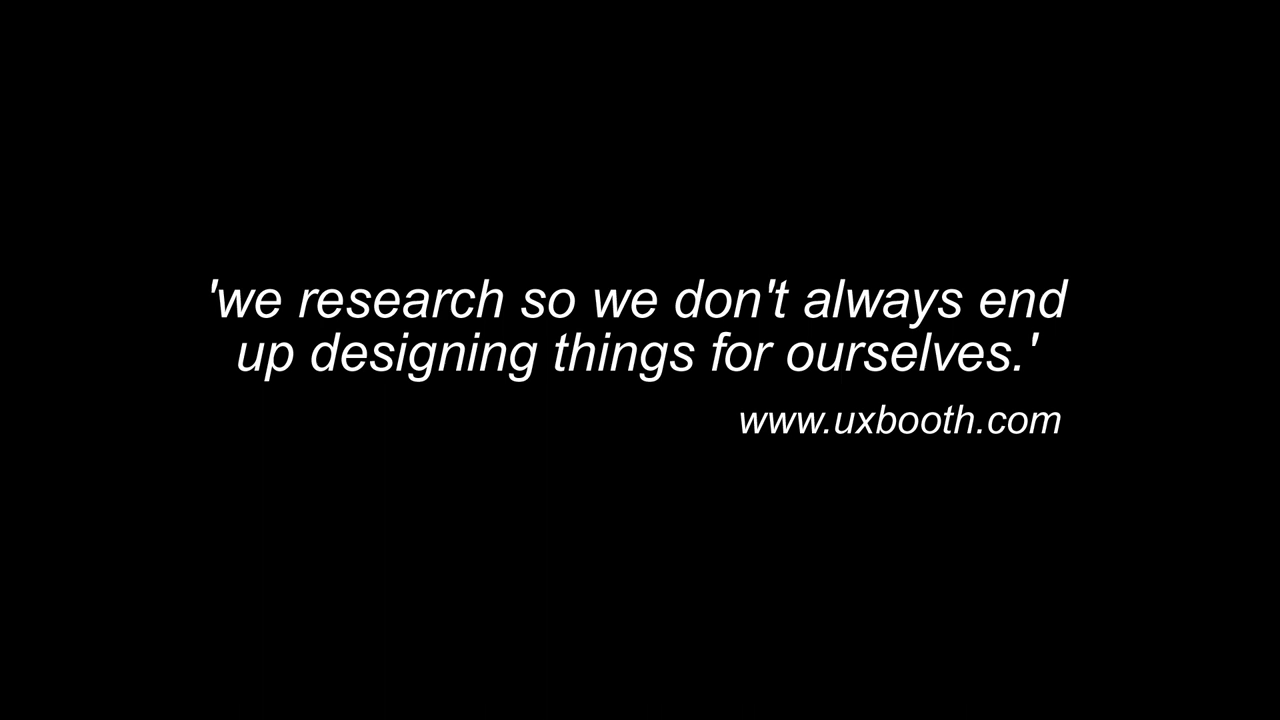 'we research so we don't always end
up designing things for ourselves.'
www.uxbooth.com